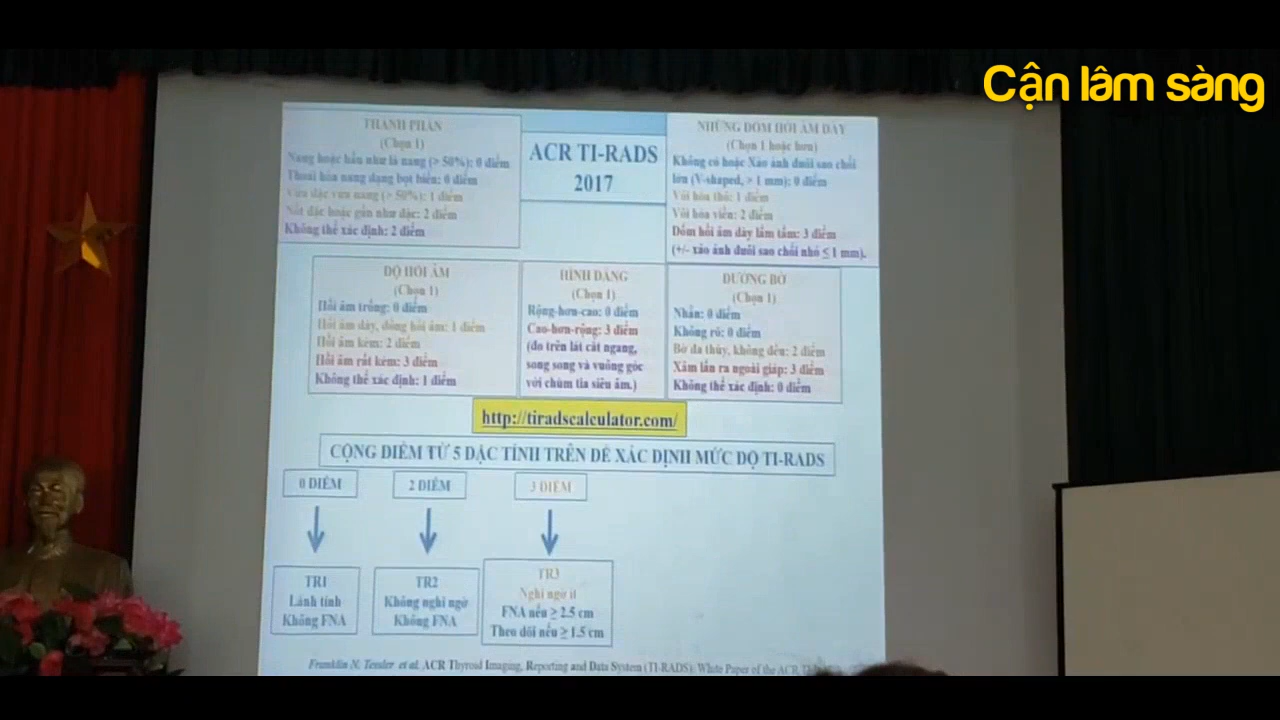 Cận lâm sàng
THÀNH PHẦN
(Chọn 1)
Nang hoặc hầu như là nang (> 50%): 0 điểm
Thoái hóa nang dạng bọt biển: 0 điểm
Vừa đặc vừa nang (> 50%): 1 điểm
Nốt đặc hoặc gần như đặc: 2 điểm
Không thể xác định: 2 điểm
ACR TI-RADS
2017
NHỮNG ĐỐM HỒI ÂM DÀY
(Chọn 1 hoặc hơn)
Không có hoặc Xảo ảnh đuôi sao chổi
lớn (V-shaped, > 1 mm): 0 điểm
Vôi hóa thô: 1 điểm
Vôi hóa viền: 2 điểm
Đốm hồi âm dày lấm tấm: 3 điểm
(+/- xảo ảnh đuôi sao chổi nhỏ ≤ 1 mm).
ĐỘ HỒI ÂM
(Chọn 1)
Hồi âm trống: 0 điểm
Hồi âm dày, đồng hồi âm: 1 điểm
Hồi âm kém: 2 điểm
Hồi âm rất kém: 3 điểm
Không thể xác định: 1 điểm
HÌNH DẠNG
(Chọn 1)
Rộng-hơn-cao: 0 điểm
Cao-hơn-rộng: 3 điểm
(đo trên lát cắt ngang,
song song và vuông góc
với chùm tia siêu âm.)
ĐƯỜNG BỜ
(Chọn 1)
Nhẵn: 0 điểm
Không rõ: 0 điểm
Bờ đa thùy, không đều: 2 điểm
Xâm lấn ra ngoài giáp: 3 điểm
Không thể xác định: 0 điểm
http://tiradscalculator.com/
CỘNG ĐIỂM TỪ 5 ĐẶC TÍNH TRÊN ĐỂ XÁC ĐỊNH MỨC ĐỘ TI-RADS
0 ĐIỂM
2 ĐIỂM
3 ĐIỂM
TR1
Lành tính
Không FNA
TR2
Không nghi ngờ
Không FNA
TR3
Nghi ngờ ít
FNA nếu ≥ 2.5 cm
Theo dõi nếu ≥ 1.5 cm
Franklin N. Tessler et al. ACR Thyroid Imaging, Reporting and Data System (TI-RADS): White Paper of the ACR